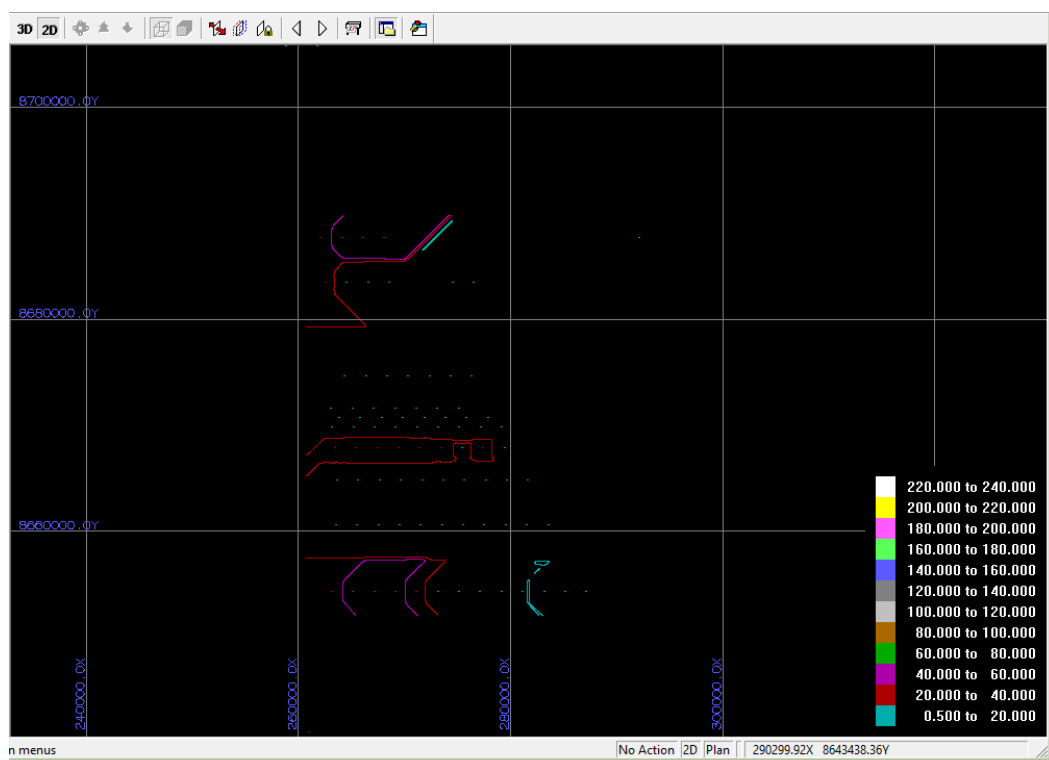 3D 2D
8700000.0Y
8680000.0Y
8660000.0Y
240000.0X
260000.0X
280000.0X
300000.0X
220.000 to 240.000
200.000 to 220.000
180.000 to 200.000
160.000 to 180.000
140.000 to 160.000
120.000 to 140.000
100.000 to 120.000
80.000 to 100.000
60.000 to 80.000
40.000 to 60.000
20.000 to 40.000
0.500 to 20.000
n menus No Action 2D Plan 290299.92X 8643438.36Y